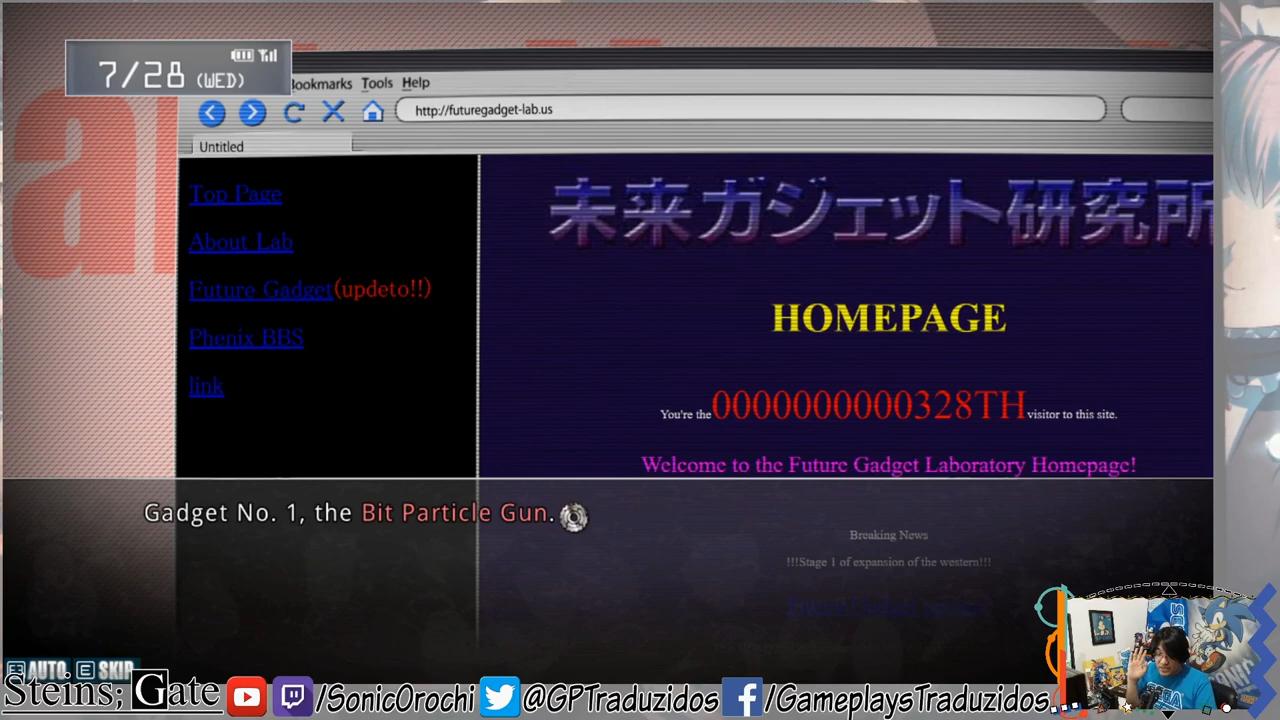 7/28 (WED)
Bookmarks Tools Help
http://futuregadget-lab.us
Untitled
Top Page
About Lab
Future Gadget(updeto!!)
Phenix BBS
link
未来ガジェット研究所
HOMEPAGE
You're the 0000000000328TH visitor to this site.
Welcome to the Future Gadget Laboratory Homepage!
Gadget No. 1, the Bit Particle Gun.
Breaking News
!!!Stage 1 of expansion of the western!!!
AUTO E SKIP
Steins;Gate /SonicOrochi @GPTraduzidos /GameplaysTraduzidos
SEGA